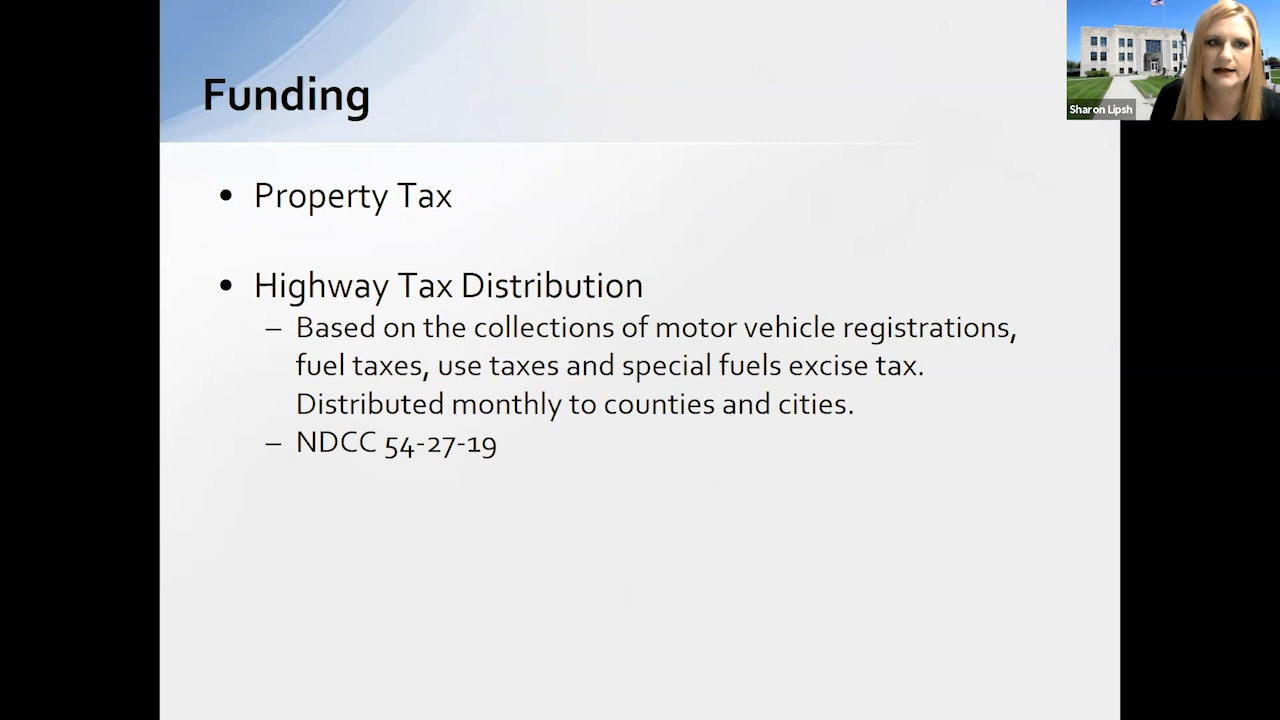 Funding
• Property Tax
• Highway Tax Distribution
– Based on the collections of motor vehicle registrations,
fuel taxes, use taxes and special fuels excise tax.
Distributed monthly to counties and cities.
– NDCC 54-27-19
Sharon Lipsh